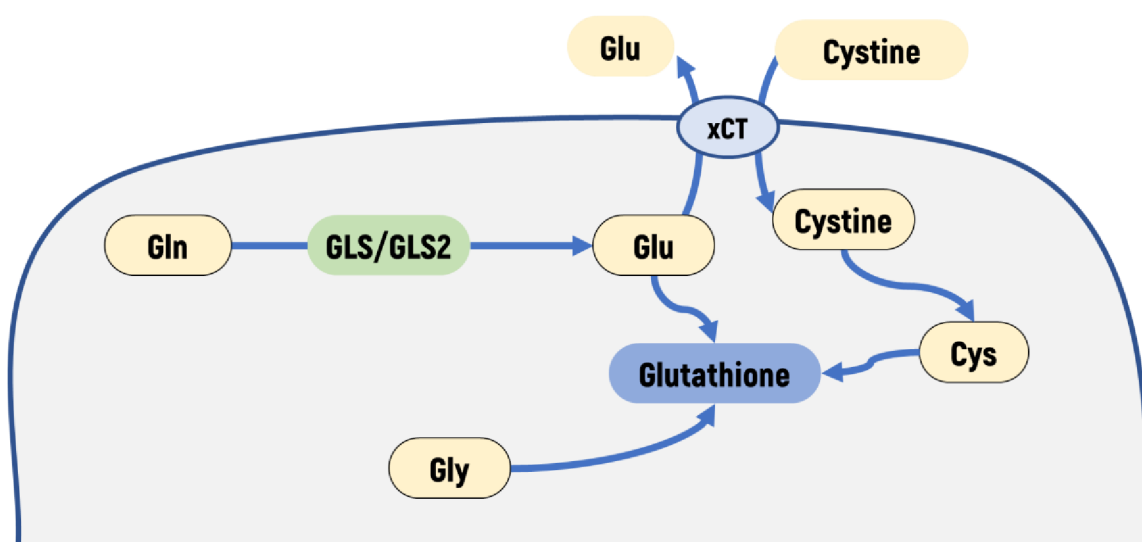 Glu
Cystine
xCT
Gln
GLS/GLS2
Glu
Cystine
Cys
Glutathione
Gly